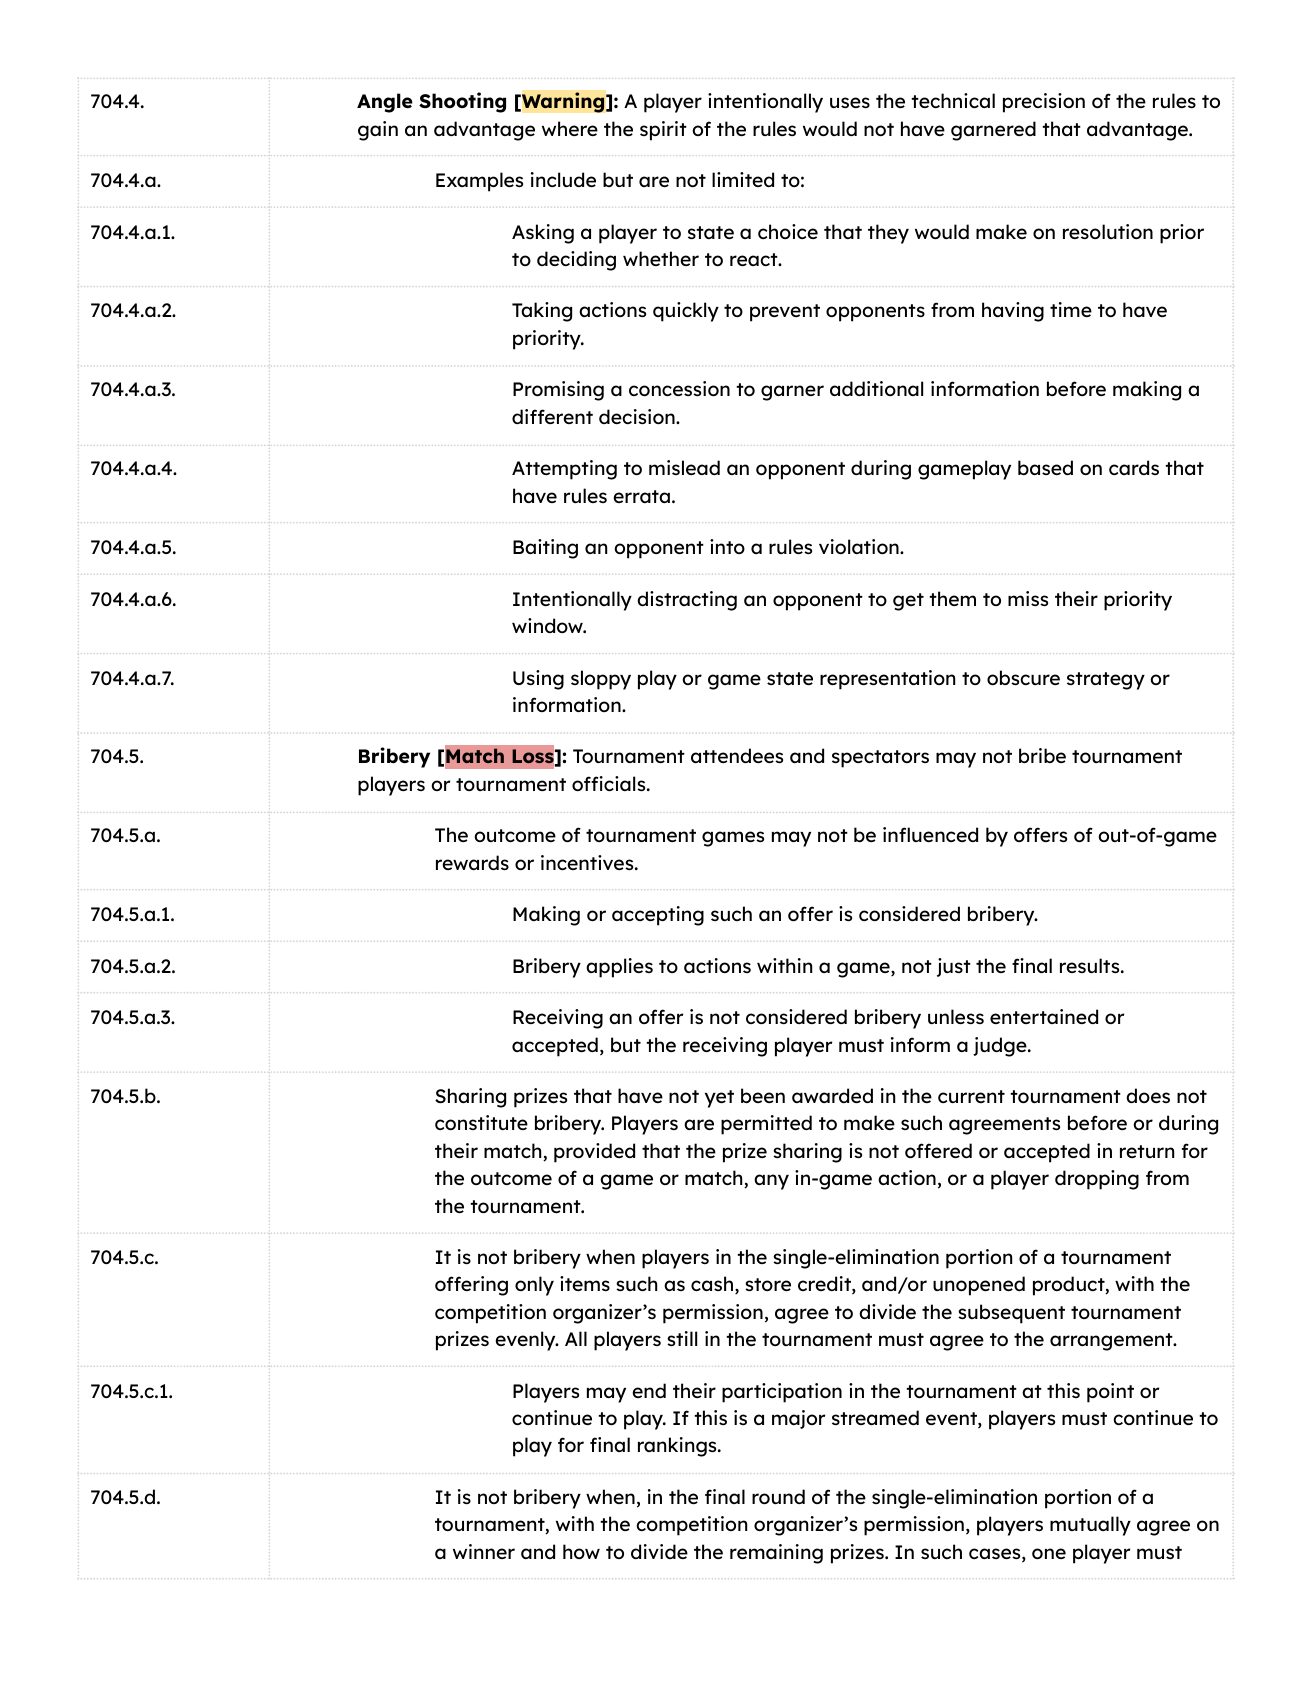 704.4.
Angle Shooting [Warning]: A player intentionally uses the technical precision of the rules to
gain an advantage where the spirit of the rules would not have garnered that advantage.
704.4.a.
Examples include but are not limited to:
704.4.a.1.
Asking a player to state a choice that they would make on resolution prior
to deciding whether to react.
704.4.a.2.
Taking actions quickly to prevent opponents from having time to have
priority.
704.4.a.3.
Promising a concession to garner additional information before making a
different decision.
704.4.a.4.
Attempting to mislead an opponent during gameplay based on cards that
have rules errata.
704.4.a.5.
Baiting an opponent into a rules violation.
704.4.a.6.
Intentionally distracting an opponent to get them to miss their priority
window.
704.4.a.7.
Using sloppy play or game state representation to obscure strategy or
information.
704.5.
Bribery [Match Loss]: Tournament attendees and spectators may not bribe tournament
players or tournament officials.
704.5.a.
The outcome of tournament games may not be influenced by offers of out-of-game
rewards or incentives.
704.5.a.1.
Making or accepting such an offer is considered bribery.
704.5.a.2.
Bribery applies to actions within a game, not just the final results.
704.5.a.3.
Receiving an offer is not considered bribery unless entertained or
accepted, but the receiving player must inform a judge.
704.5.b.
Sharing prizes that have not yet been awarded in the current tournament does not
constitute bribery. Players are permitted to make such agreements before or during
their match, provided that the prize sharing is not offered or accepted in return for
the outcome of a game or match, any in-game action, or a player dropping from
the tournament.
704.5.c.
It is not bribery when players in the single-elimination portion of a tournament
offering only items such as cash, store credit, and/or unopened product, with the
competition organizer’s permission, agree to divide the subsequent tournament
prizes evenly. All players still in the tournament must agree to the arrangement.
704.5.c.1.
Players may end their participation in the tournament at this point or
continue to play. If this is a major streamed event, players must continue to
play for final rankings.
704.5.d.
It is not bribery when, in the final round of the single-elimination portion of a
tournament, with the competition organizer’s permission, players mutually agree on
a winner and how to divide the remaining prizes. In such cases, one player must